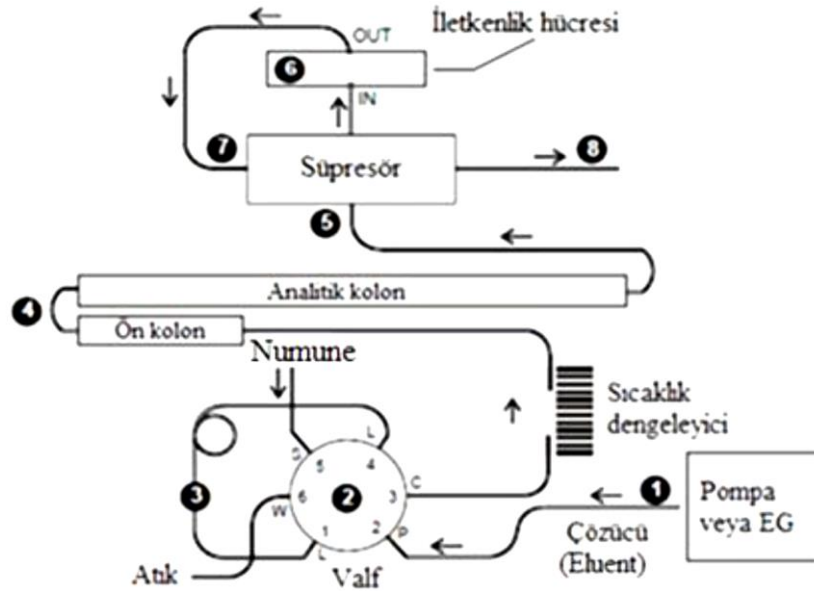 İletkenlik hücresi
OUT
6
IN
7
Süpresör
8
5
Analitik kolon
4
Ön kolon
Numune
Sıcaklık
dengeleyici
L
S
5
4
3
6
2
3
C
W
1
2
P
L
1
Pompa
veya EG
Çözücü
(Eluent)
Atık
Valf